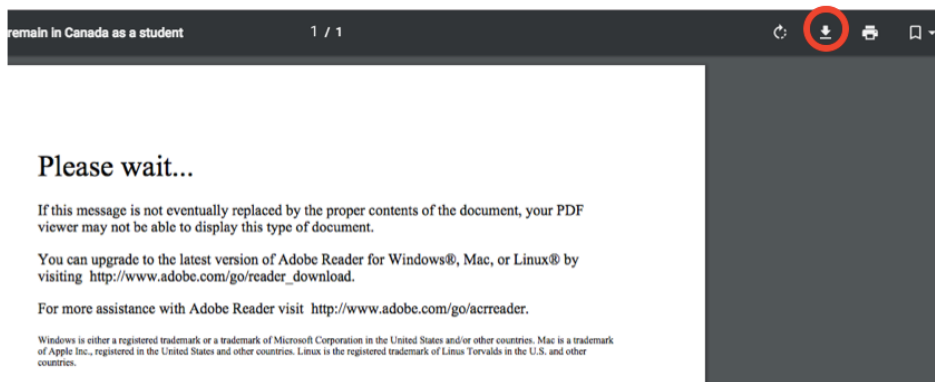 remain in Canada as a student
1 / 1
Please wait...
If this message is not eventually replaced by the proper contents of the document, your PDF
viewer may not be able to display this type of document.
You can upgrade to the latest version of Adobe Reader for Windows®, Mac, or Linux® by
visiting  http://www.adobe.com/go/reader_download.
For more assistance with Adobe Reader visit  http://www.adobe.com/go/acrreader.
Windows is either a registered trademark or a trademark of Microsoft Corporation in the United States and/or other countries. Mac is a trademark
of Apple Inc., registered in the United States and other countries. Linux is the registered trademark of Linus Torvalds in the U.S. and other
countries.